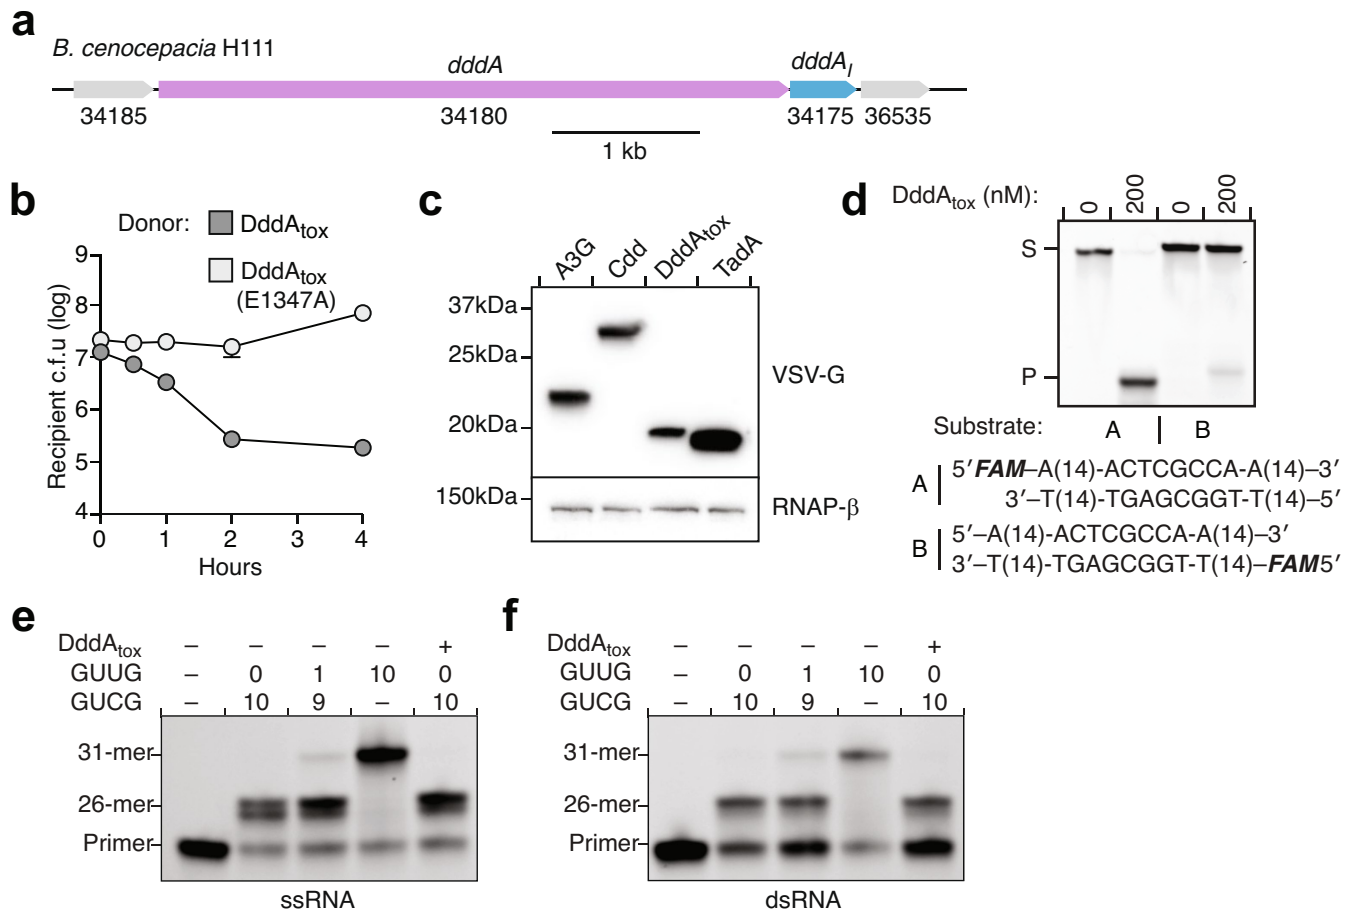 a
B. cenocepacia H111
dddA
dddA_I
34185 34180 34175 36535
1 kb
b
Donor: DddA_tox
DddA_tox
(E1347A)
Recipient c.f.u (log)
9
8
7
6
5
4
0 1 2 3 4
Hours
c
A3G Cdd DddA_tox TadA
37kDa
25kDa
20kDa
150kDa
VSV-G
RNAP-β
d
DddA_tox (nM): 0 200 0 200
S
P
Substrate: A B
A 5′FAM–A(14)-ACTCGCCA-A(14)–3′
3′–T(14)-TGAGCGGT-T(14)–5′
B 5′–A(14)-ACTCGCCA-A(14)–3′
3′–T(14)-TGAGCGGT-T(14)–FAM5′
e
DddA_tox – – – – +
GUUG – 0 1 10 0
GUCG – 10 9 – 10
31-mer
26-mer
Primer
ssRNA
f
DddA_tox – – – – +
GUUG – 0 1 10 0
GUCG – 10 9 – 10
31-mer
26-mer
Primer
dsRNA